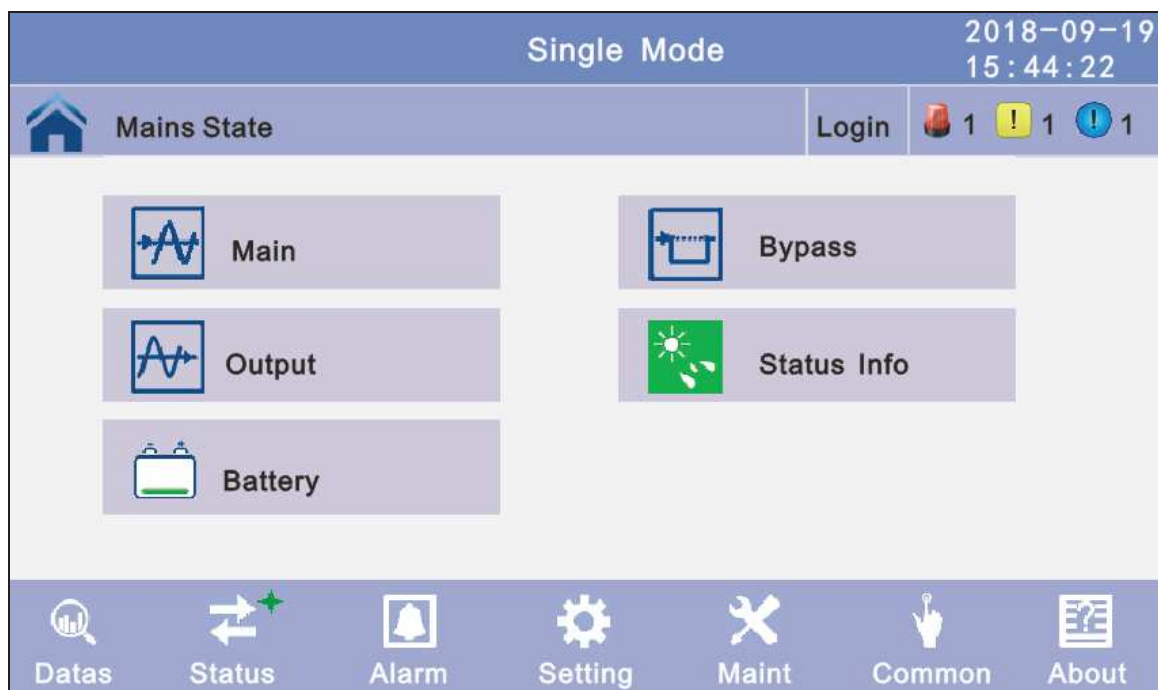 Single Mode
2018-09-19
15:44:22
Mains State
Login
1
1
1
Main
Bypass
Output
Status Info
Battery
Datas
Status
Alarm
Setting
Maint
Common
About